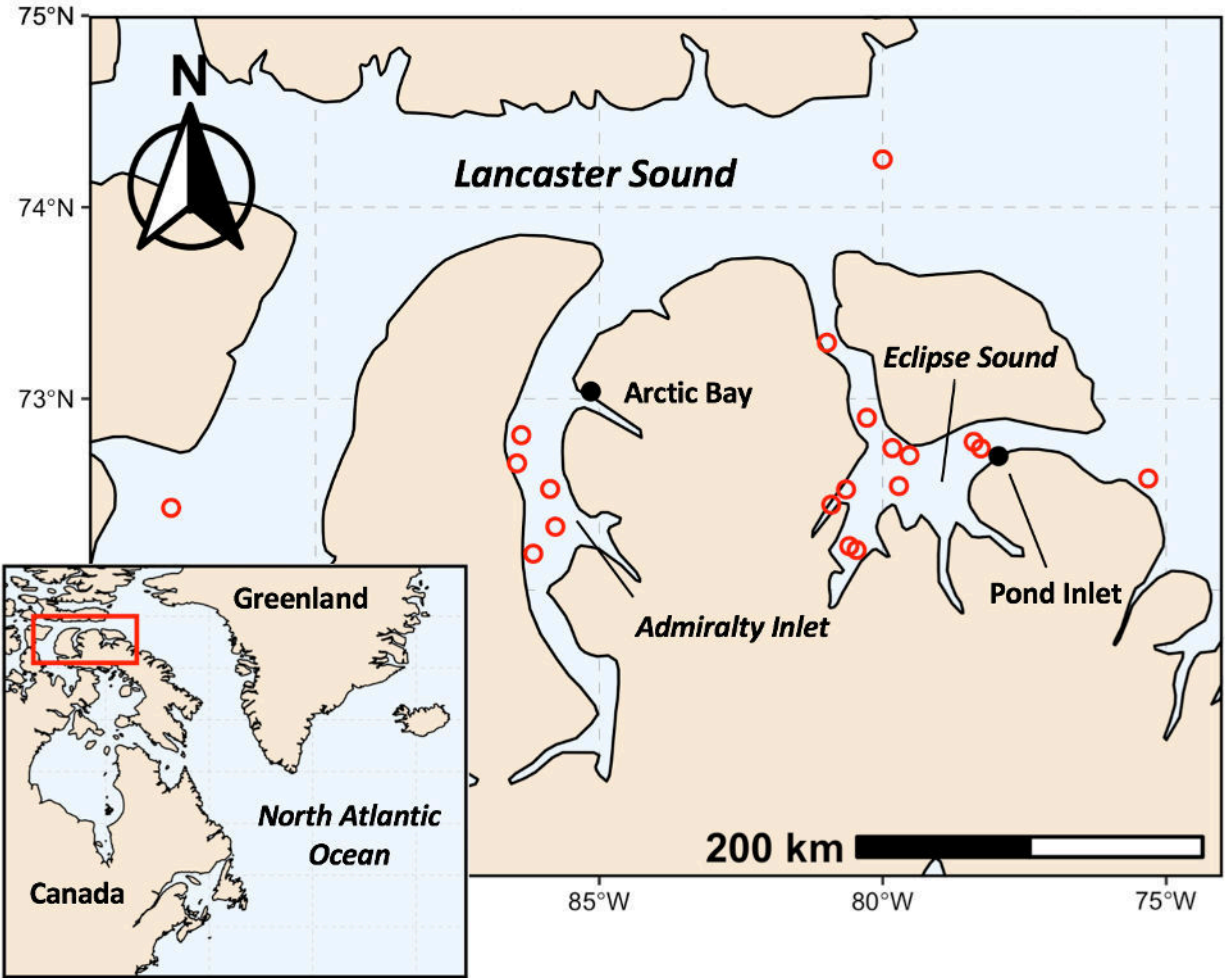 75°N
N
Lancaster Sound
74°N
Eclipse Sound
73°N
Arctic Bay
Pond Inlet
Greenland
Admiralty Inlet
North Atlantic
Ocean
200 km
Canada
85°W
80°W
75°W